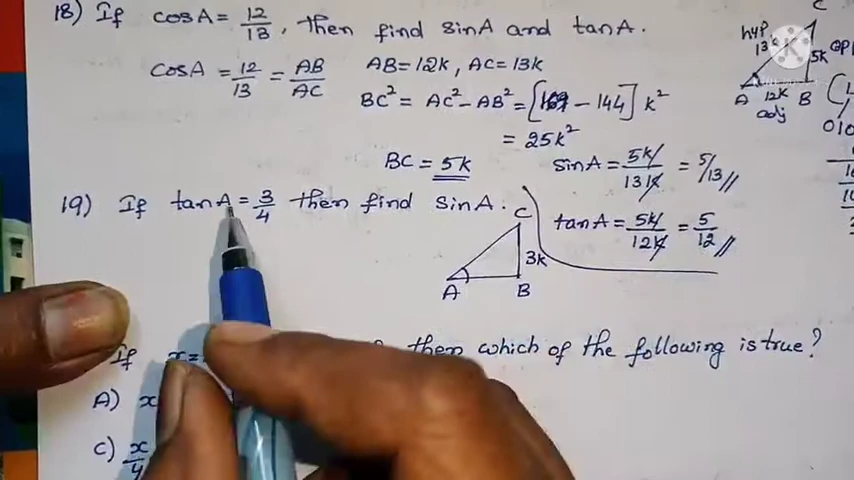 18) If cosA = 12/13, Then find sinA and tanA.
cosA = 12/13 = AB/AC AB=12k, AC=13k
BC² = AC² - AB² = [169 - 144] k²
= 25k²
BC = 5k sinA = 5k/13k = 5/13//
tanA = 5k/12k = 5/12//
hyp
13k
5k
A 12k B
adj
C
19) If tanA = 3/4 Then find sinA.
C
3k
A B
If x = then which of the following is true?
A) x
C) x/4